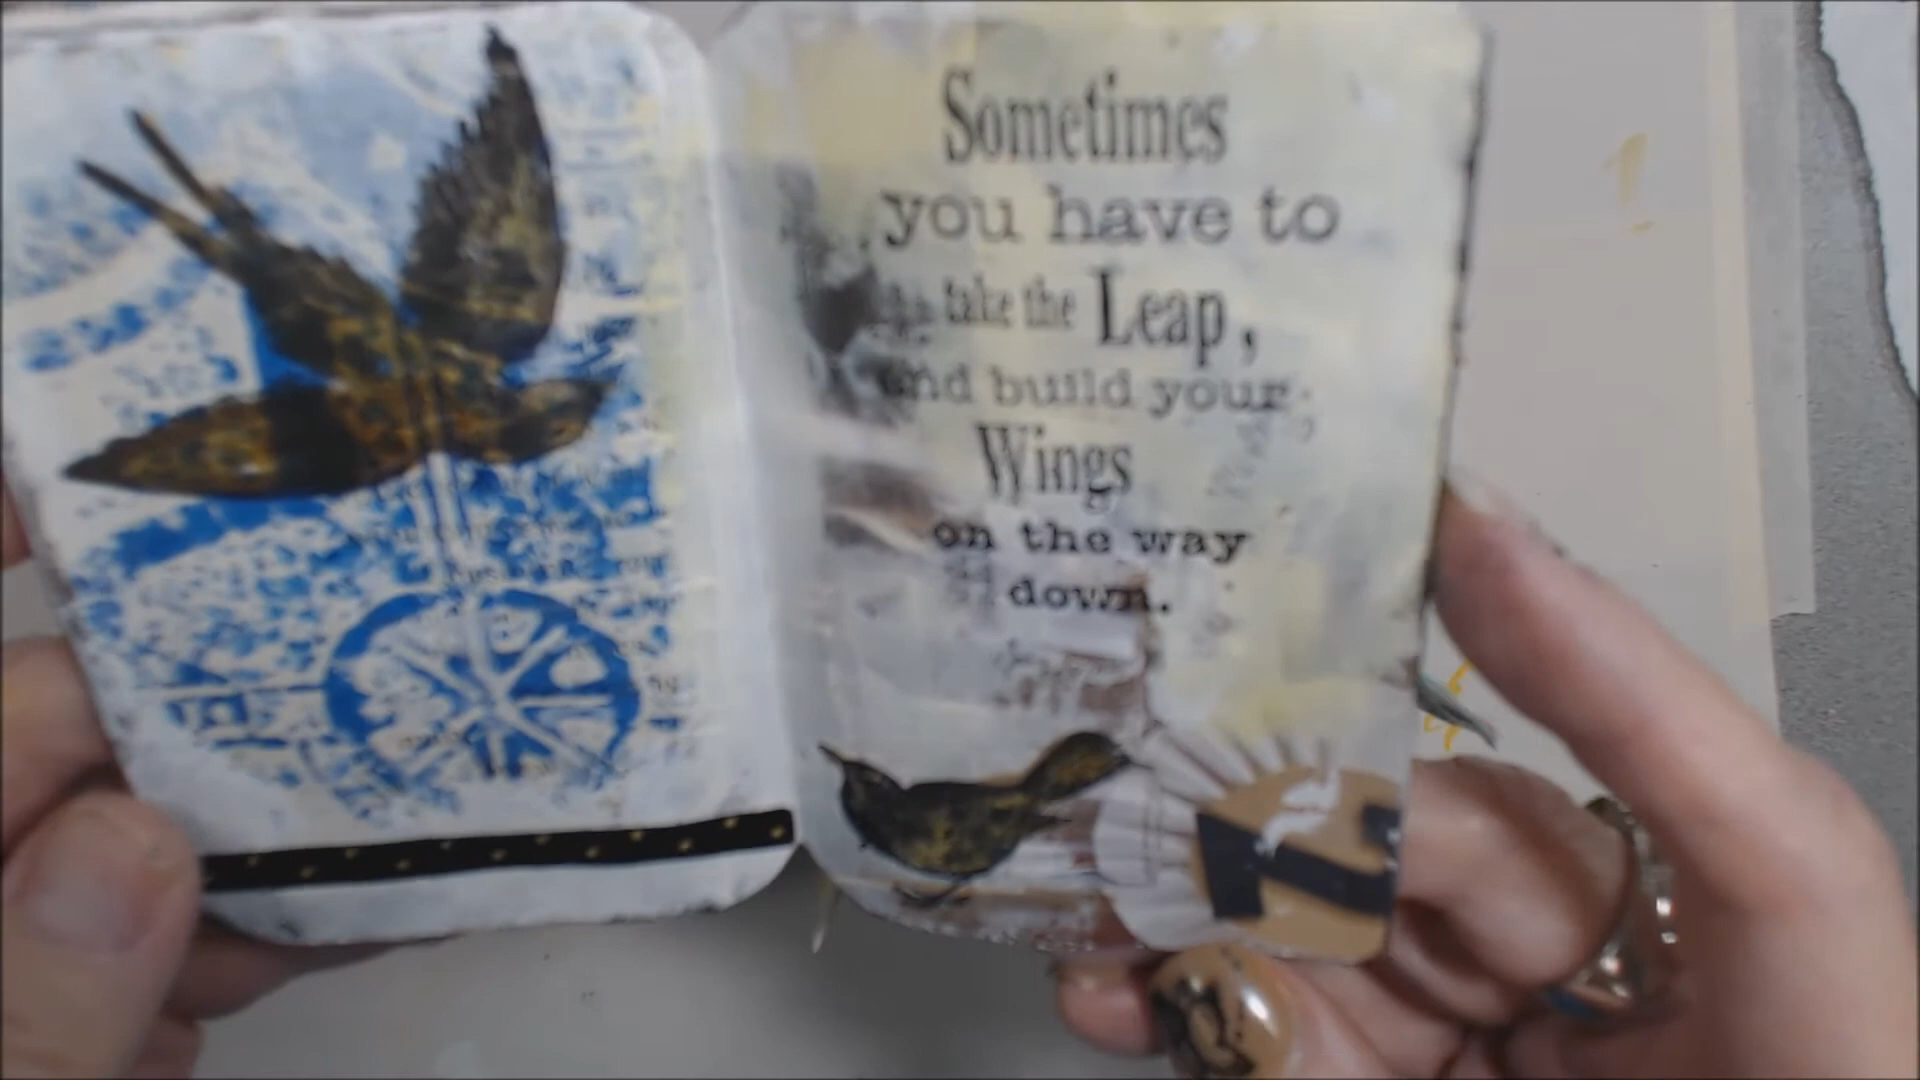 Sometimes
you have to
take the Leap,
and build your
Wings
on the way
down.